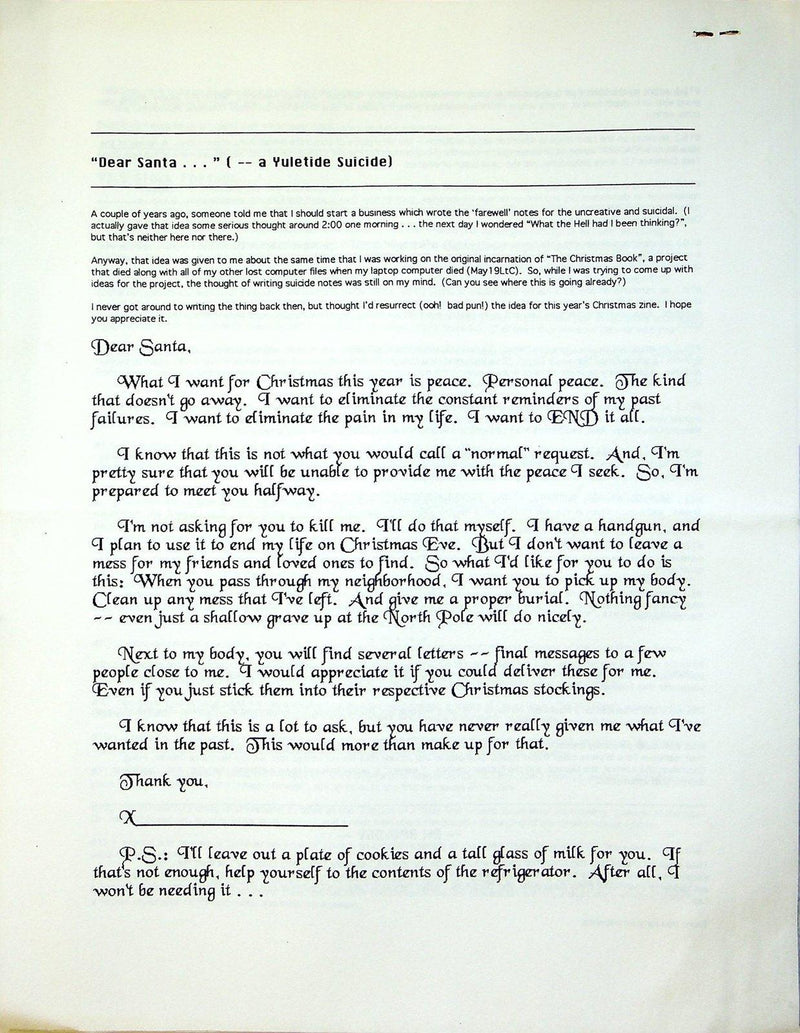 "Dear Santa . . . " ( -- a Yuletide Suicide)
A couple of years ago, someone told me that I should start a business which wrote the 'farewell' notes for the uncreative and suicidal. (I
actually gave that idea some serious thought around 2:00 one morning . . . the next day I wondered "What the Hell had I been thinking?",
but that's neither here nor there.)
Anyway, that idea was given to me about the same time that I was working on the original incarnation of "The Christmas Book", a project
that died along with all of my other lost computer files when my laptop computer died (May19LtC). So, while I was trying to come up with
ideas for the project, the thought of writing suicide notes was still on my mind. (Can you see where this is going already?)
I never got around to writing the thing back then, but thought I'd resurrect (ooh! bad pun!) the idea for this year's Christmas zine. I hope
you appreciate it.
Dear Santa,
What I want for Christmas this year is peace. Personal peace. The kind
that doesn't go away. I want to eliminate the constant reminders of my past
failures. I want to eliminate the pain in my life. I want to END it all.
I know that this is not what you would call a "normal" request. And, I'm
pretty sure that you will be unable to provide me with the peace I seek. So, I'm
prepared to meet you halfway.
I'm not asking for you to kill me. I'll do that myself. I have a handgun, and
I plan to use it to end my life on Christmas Eve. But I don't want to leave a
mess for my friends and loved ones to find. So what I'd like for you to do is
this: When you pass through my neighborhood, I want you to pick up my body.
Clean up any mess that I've left. And give me a proper burial. Nothing fancy
-- even just a shallow grave up at the North Pole will do nicely.
Next to my body, you will find several letters -- final messages to a few
people close to me. I would appreciate it if you could deliver these for me.
Even if you just stick them into their respective Christmas stockings.
I know that this is a lot to ask, but you have never really given me what I've
wanted in the past. This would more than make up for that.
Thank you,
X
P.S.: I'll leave out a plate of cookies and a tall glass of milk for you. If
that's not enough, help yourself to the contents of the refrigerator. After all, I
won't be needing it . . .